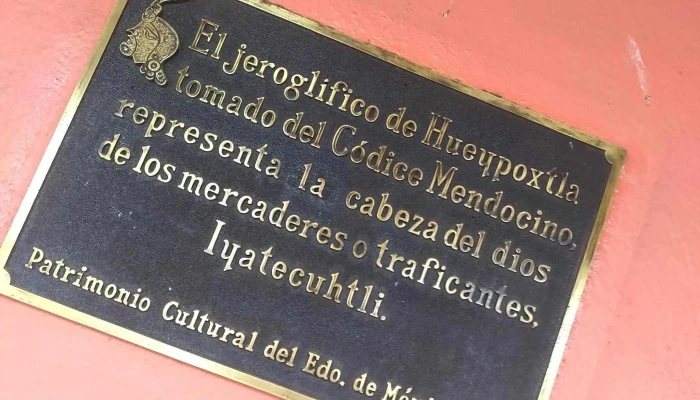 El jeroglífico de Hueypoxtla
tomado del Códice Mendocino,
representa la cabeza del dios
de los mercaderes o traficantes,
Iyatecuhtli.
Patrimonio Cultural del Edo. de